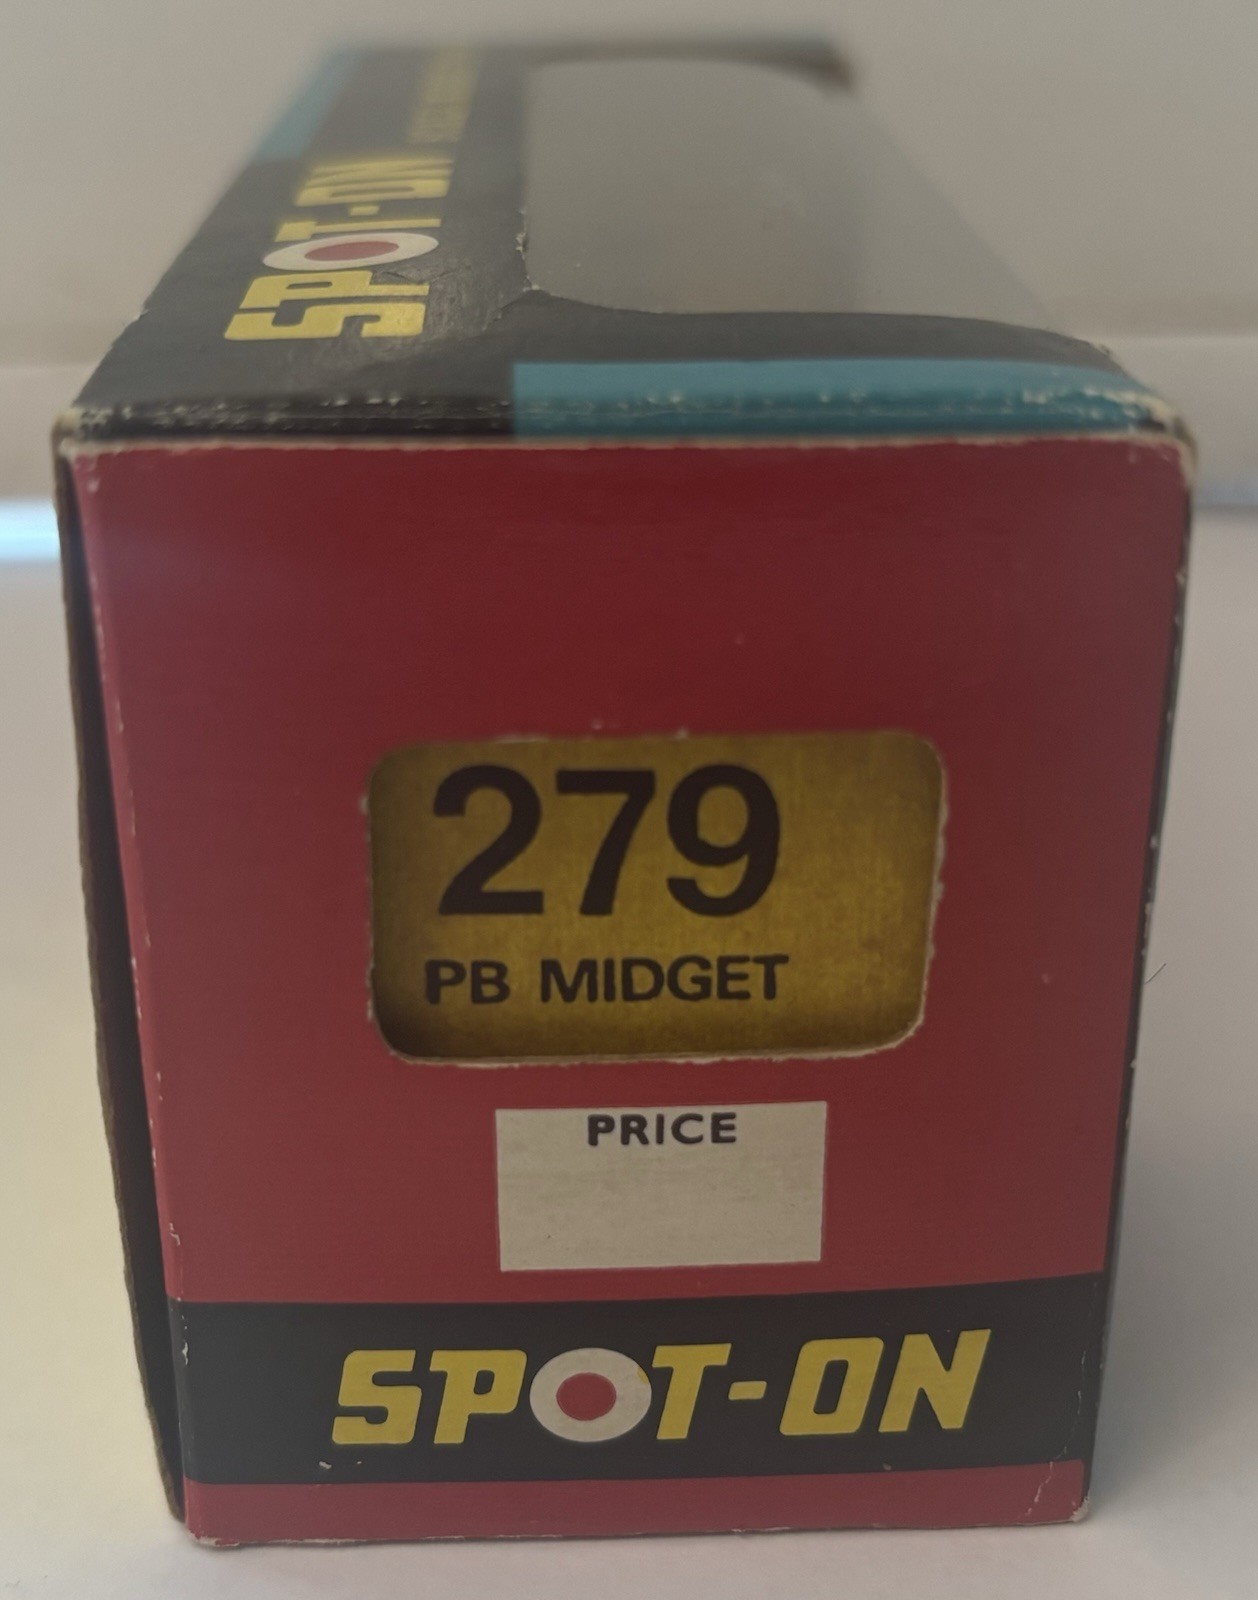 SPOT-ON
279
PB MIDGET
PRICE
SPOT-ON